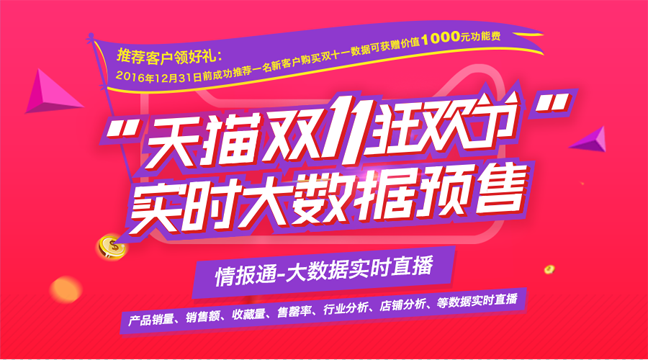 推荐客户领好礼：
2016年12月31日前成功推荐一名新客户购买双十一数据可获赠价值1000元功能费
"天猫双11狂欢节"
实时大数据预售
情报通-大数据实时直播
产品销量、销售额、收藏量、售罄率、行业分析、店铺分析、等数据实时直播